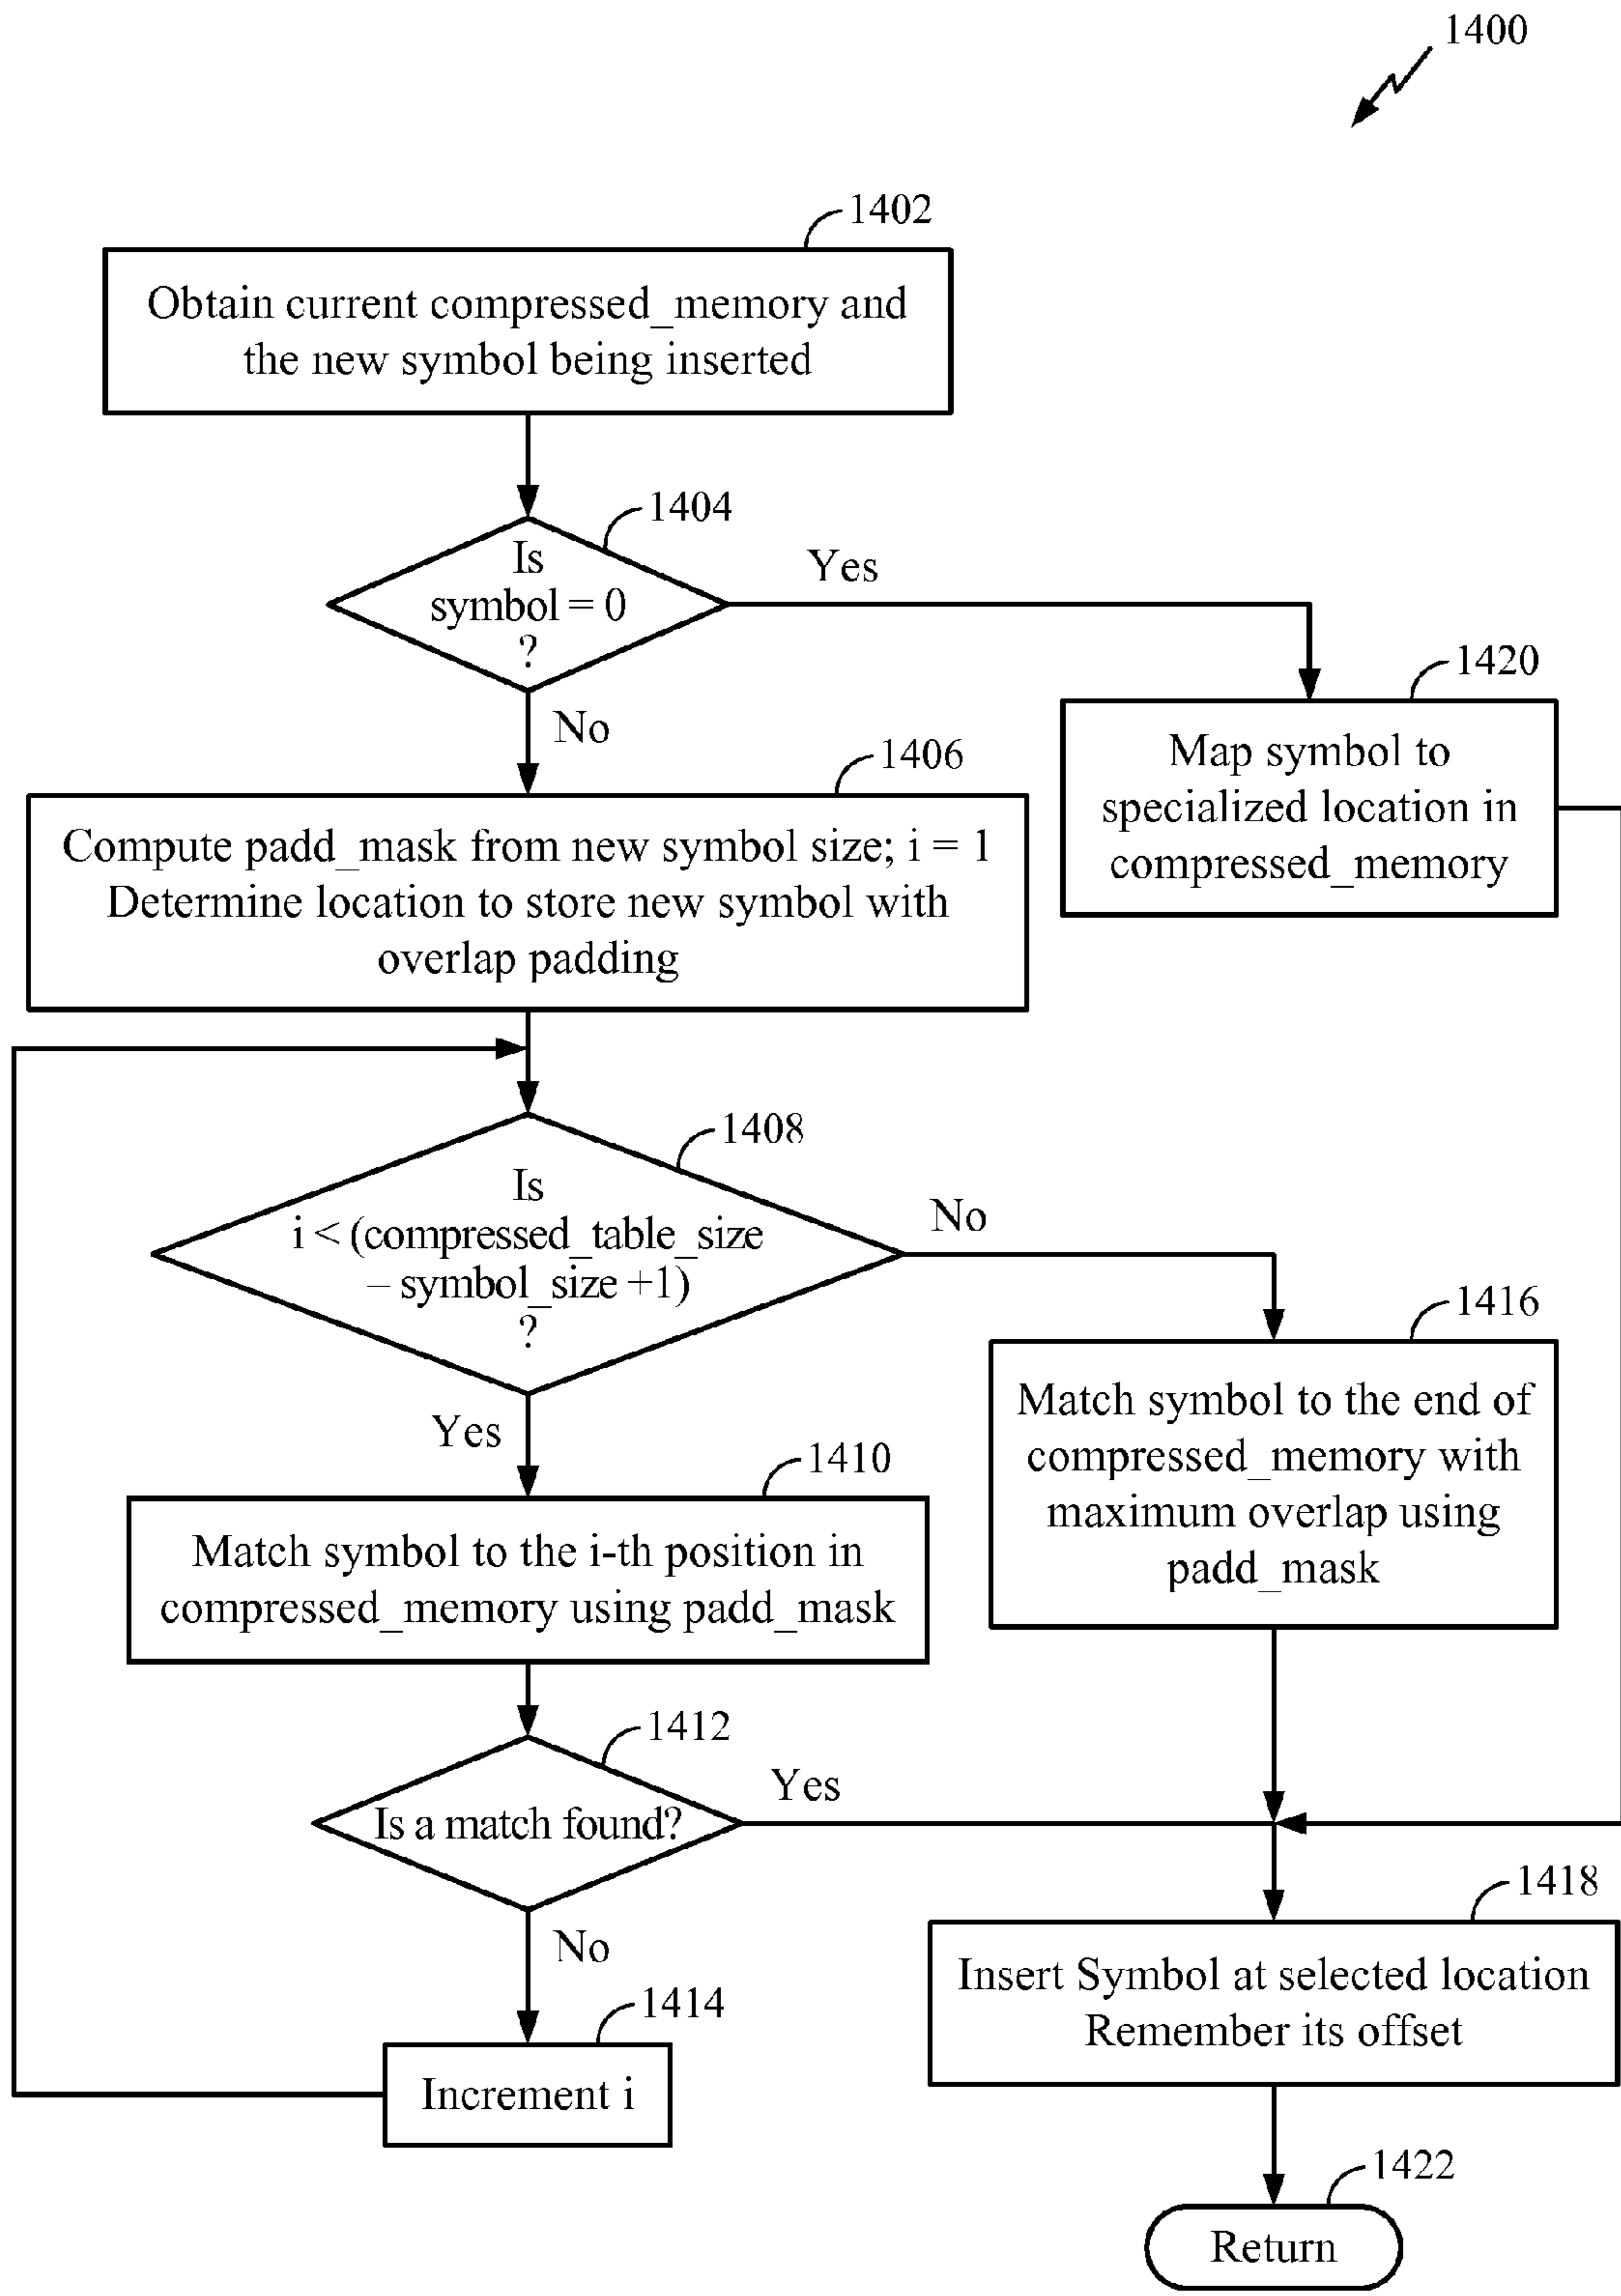 1400
1402
Obtain current compressed_memory and
the new symbol being inserted
1404
Is
symbol = 0
?
Yes
No
1420
Map symbol to
specialized location in
compressed_memory
1406
Compute padd_mask from new symbol size; i = 1
Determine location to store new symbol with
overlap padding
1408
Is
i < (compressed_table_size
– symbol_size +1)
?
No
Yes
1416
Match symbol to the end of
compressed_memory with
maximum overlap using
padd_mask
1410
Match symbol to the i-th position in
compressed_memory using padd_mask
1412
Is a match found?
Yes
No
1418
Insert Symbol at selected location
Remember its offset
1414
Increment i
1422
Return